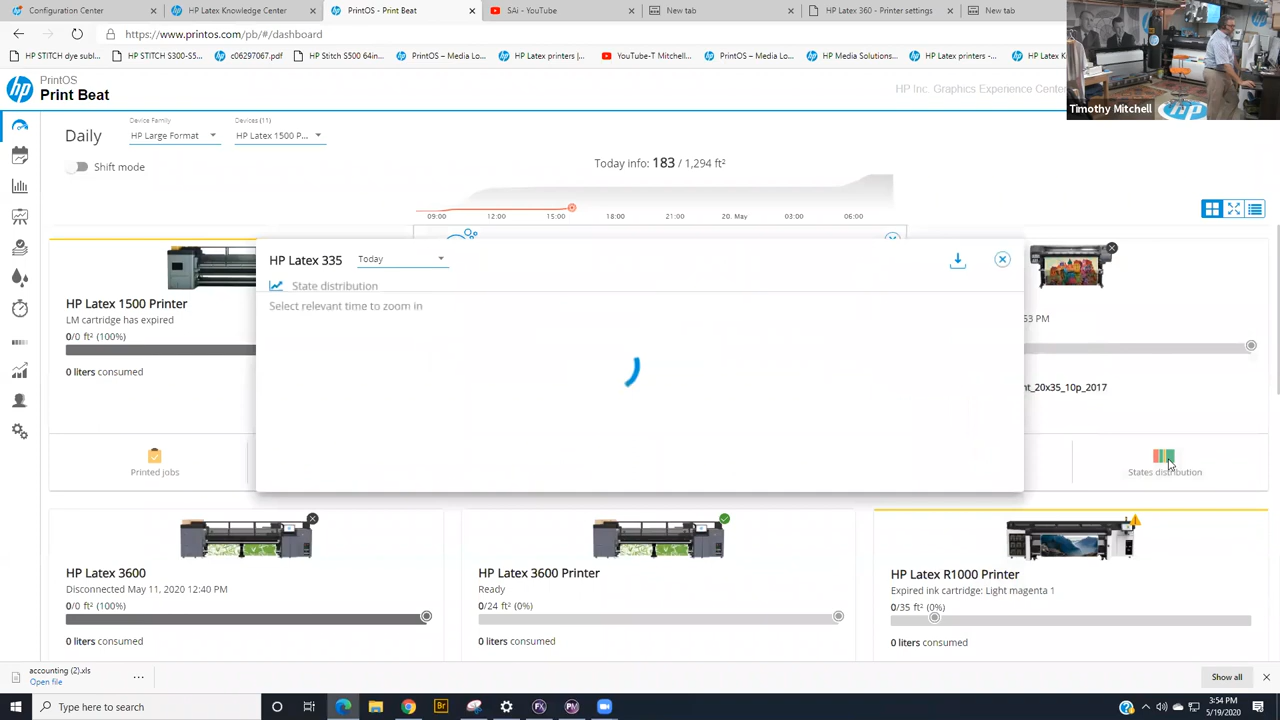 Configuration Center
HP Latex Knowledge Center
PrintOS - Print Beat
SAi - YouTube
New tab
HP Latex 360 - Printer settings
New tab
https://www.printos.com/pb/#/dashboard
HP STITCH dye subl...
HP STITCH S300-S5...
c06297067.pdf
HP Stitch S500 64in...
PrintOS – Media Lo...
HP Latex printers |...
YouTube-T Mitchell...
PrintOS – Media Lo...
HP Media Solutions...
HP Latex printers -...
HP Latex K
Timothy Mitchell
hp
PrintOS
Print Beat
HP Inc. Graphics Experience Center
Daily
Device Family
HP Large Format
Devices (11)
HP Latex 1500 P...
Shift mode
Today info: 183 / 1,294 ft²
09:00
12:00
15:00
18:00
21:00
20. May
03:00
06:00
HP Latex 335
Today
State distribution
Select relevant time to zoom in
HP Latex 1500 Printer
LM cartridge has expired
0/0 ft² (100%)
0 liters consumed
Printed jobs
53 PM
nt_20x35_10p_2017
States distribution
HP Latex 3600
Disconnected May 11, 2020 12:40 PM
0/0 ft² (100%)
0 liters consumed
HP Latex 3600 Printer
Ready
0/24 ft² (0%)
0 liters consumed
HP Latex R1000 Printer
Expired ink cartridge: Light magenta 1
0/35 ft² (0%)
0 liters consumed
accounting (2).xls
Open file
Show all
Type here to search
3:54 PM
5/19/2020